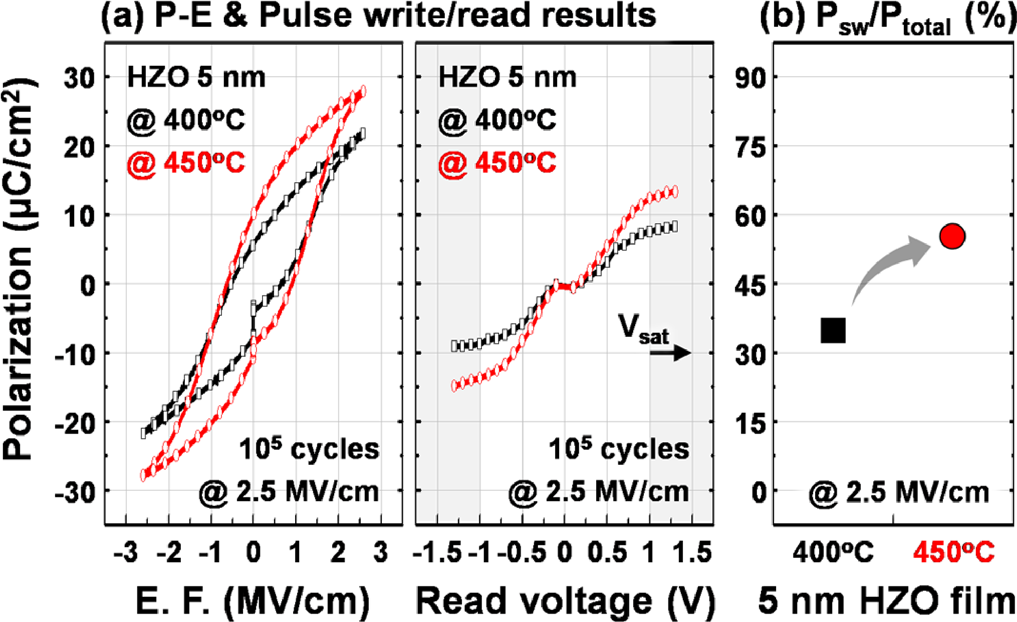 (a) P-E & Pulse write/read results
(b) Psw/Ptotal (%)
Polarization (μC/cm²)
30
20
10
0
-10
-20
-30
HZO 5 nm
@ 400ºC
@ 450ºC
10⁵ cycles
@ 2.5 MV/cm
-3 -2 -1 0 1 2 3
E. F. (MV/cm)
HZO 5 nm
@ 400ºC
@ 450ºC
Vsat
10⁵ cycles
@ 2.5 MV/cm
-1.5 -1 -0.5 0 0.5 1 1.5
Read voltage (V)
90
75
60
45
30
15
0
@ 2.5 MV/cm
400ºC 450ºC
5 nm HZO film